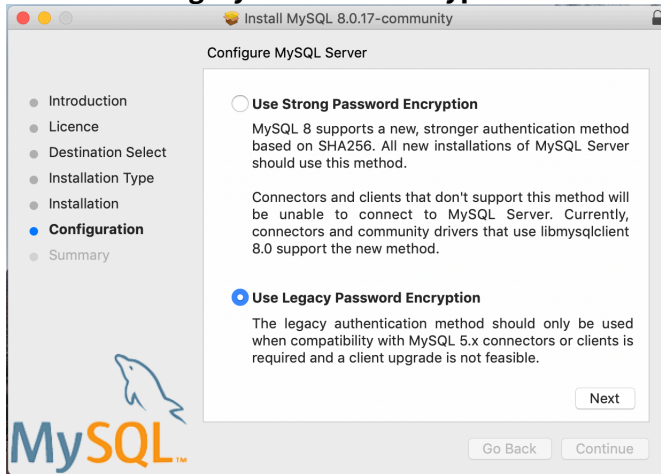 Install MySQL 8.0.17-community
Configure MySQL Server
Introduction
Licence
Destination Select
Installation Type
Installation
Configuration
Summary
Use Strong Password Encryption
MySQL 8 supports a new, stronger authentication method
based on SHA256. All new installations of MySQL Server
should use this method.
Connectors and clients that don't support this method will
be unable to connect to MySQL Server. Currently,
connectors and community drivers that use libmysqlclient
8.0 support the new method.
Use Legacy Password Encryption
The legacy authentication method should only be used
when compatibility with MySQL 5.x connectors or clients is
required and a client upgrade is not feasible.
Next
MySQL™
Go Back
Continue